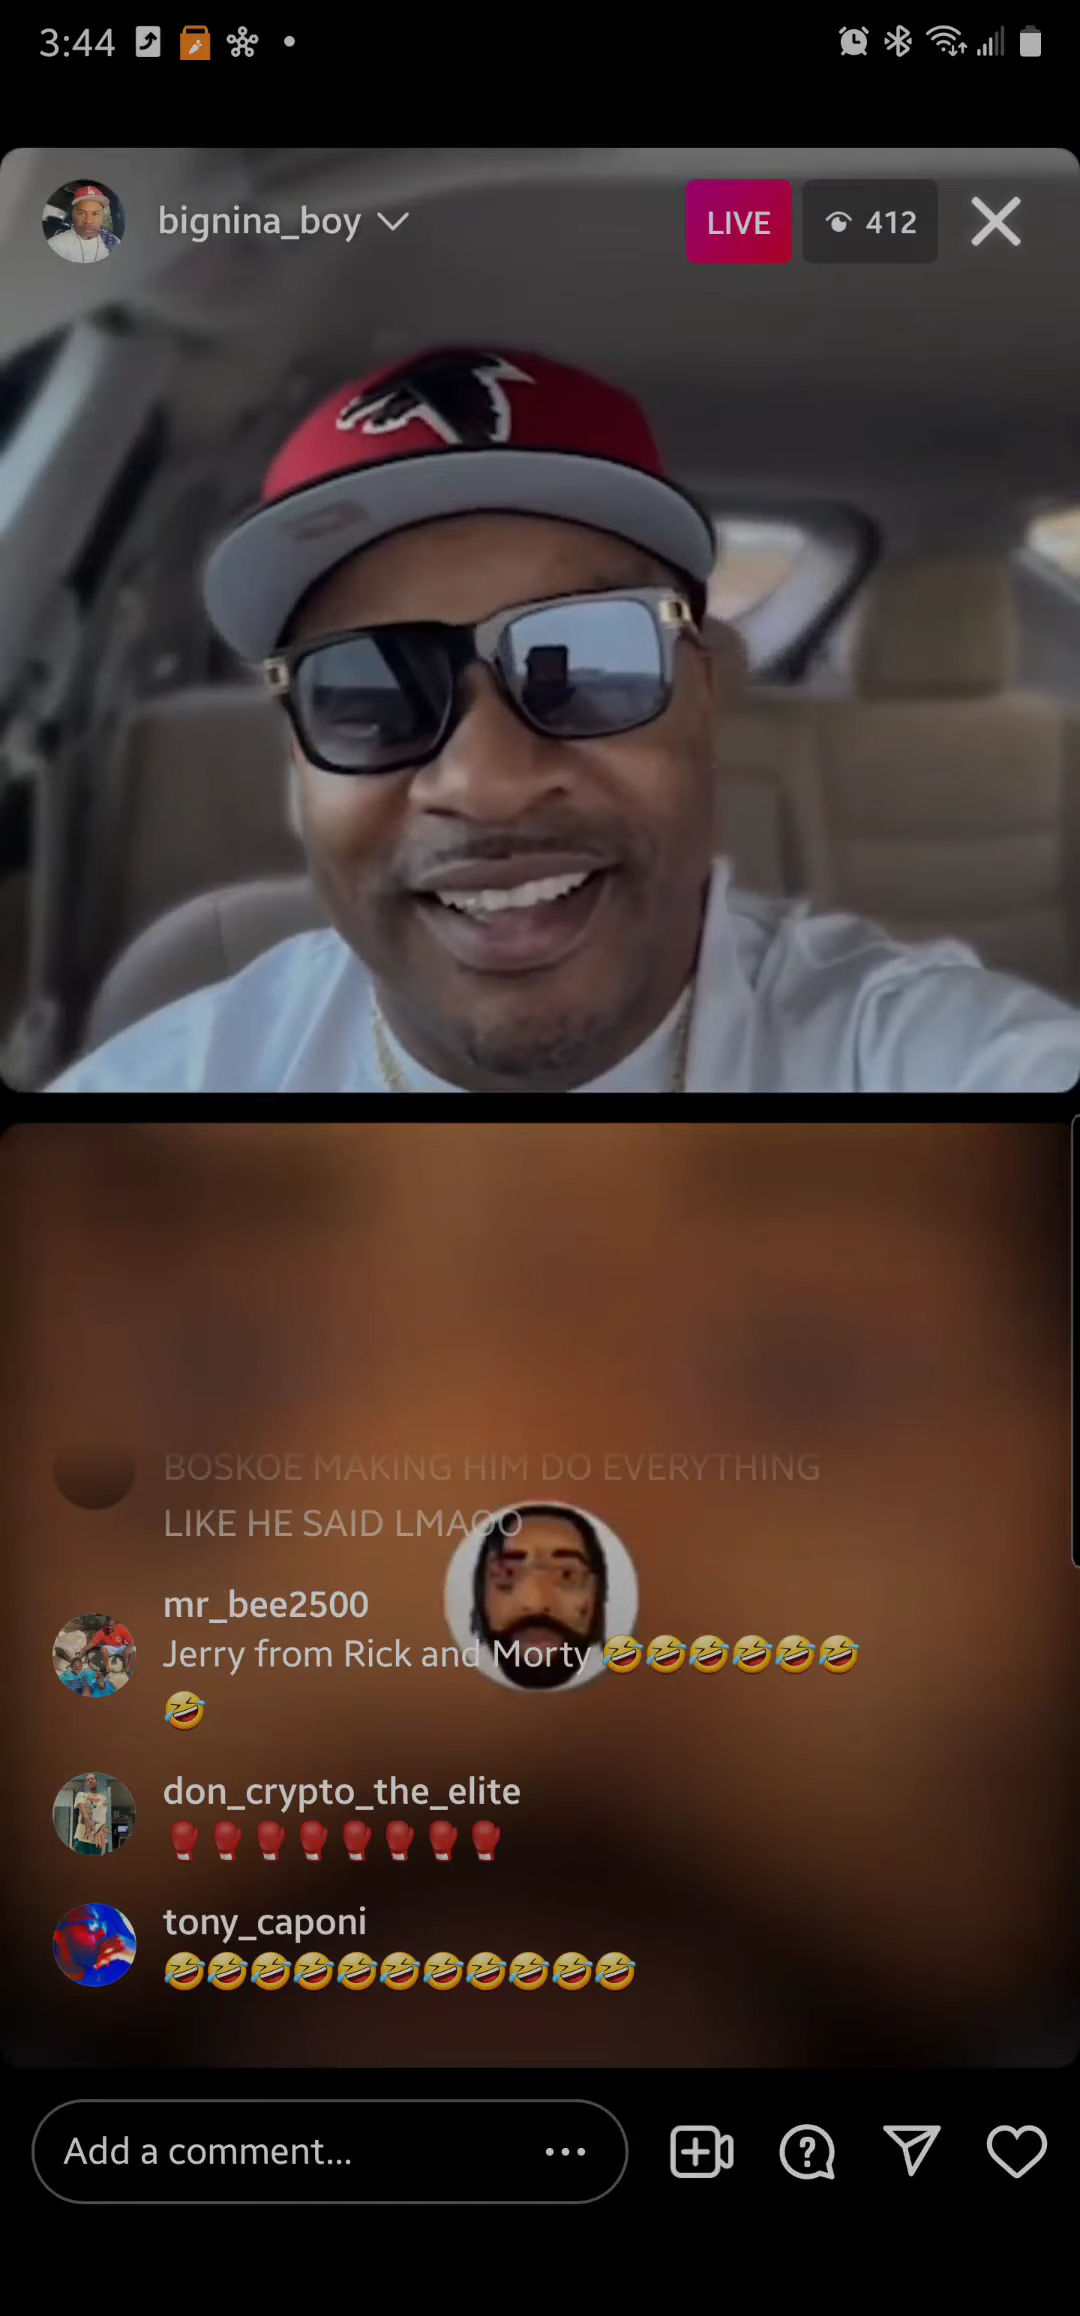 3:44
bignina_boy
LIVE
412
BOSKOE MAKING HIM DO EVERYTHING
LIKE HE SAID LMAOO
mr_bee2500
Jerry from Rick and Morty 🤣🤣🤣🤣🤣🤣
🤣
don_crypto_the_elite
🥊🥊🥊🥊🥊🥊🥊🥊
tony_caponi
🤣🤣🤣🤣🤣🤣🤣🤣🤣🤣🤣
Add a comment...